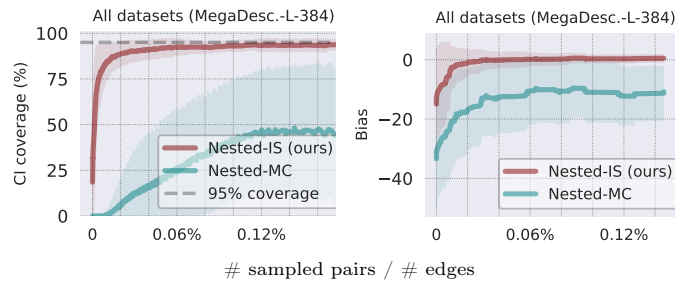 All datasets (MegaDesc.-L-384)
CI coverage (%)
100
75
50
25
0
0
0.06%
0.12%
Nested-IS (ours)
Nested-MC
95% coverage
All datasets (MegaDesc.-L-384)
Bias
0
−20
−40
0
0.06%
0.12%
Nested-IS (ours)
Nested-MC
# sampled pairs / # edges